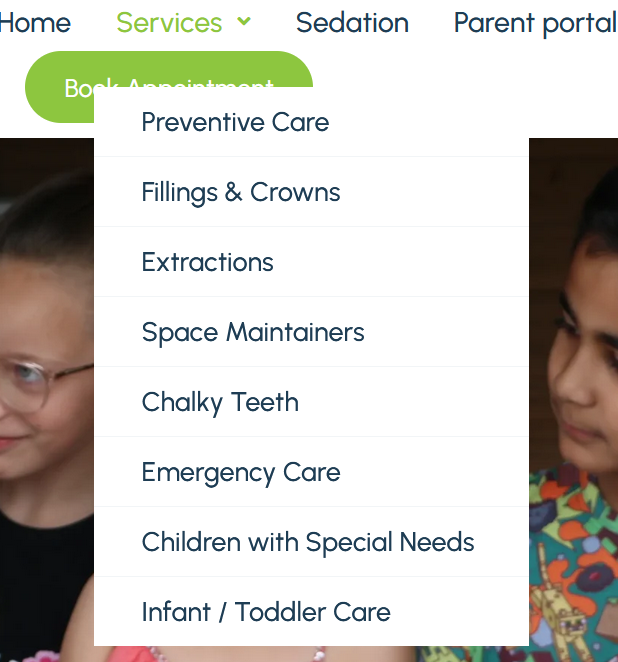 Home Services Sedation Parent portal
Book Appointment
Preventive Care
Fillings & Crowns
Extractions
Space Maintainers
Chalky Teeth
Emergency Care
Children with Special Needs
Infant / Toddler Care